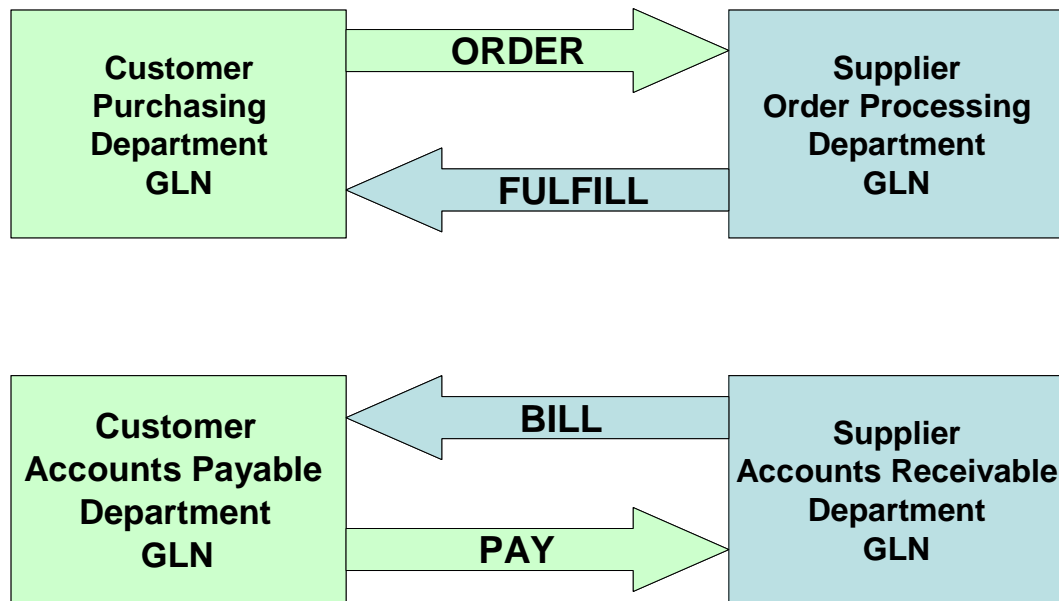 Customer
Purchasing
Department
GLN
ORDER
FULFILL
Supplier
Order Processing
Department
GLN
Customer
Accounts Payable
Department
GLN
BILL
PAY
Supplier
Accounts Receivable
Department
GLN